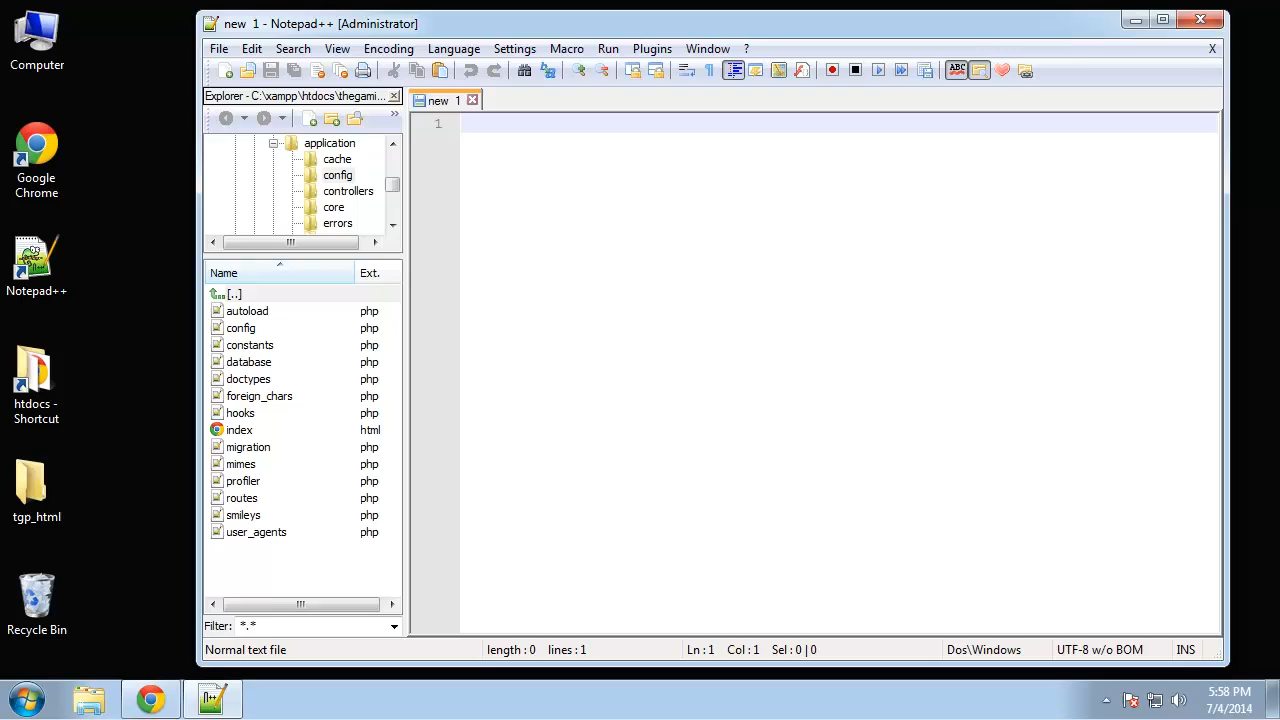 Computer
Google
Chrome
Notepad++
htdocs -
Shortcut
tgp_html
Recycle Bin
new 1 - Notepad++ [Administrator]
File Edit Search View Encoding Language Settings Macro Run Plugins Window ? X
ABC
Explorer - C:\xampp\htdocs\thegami...
new 1
1
application
cache
config
controllers
core
errors
Name Ext.
[..]
autoload php
config php
constants php
database php
doctypes php
foreign_chars php
hooks php
index html
migration php
mimes php
profiler php
routes php
smileys php
user_agents php
Filter: *.*
Normal text file length : 0 lines : 1 Ln : 1 Col : 1 Sel : 0 | 0 Dos\Windows UTF-8 w/o BOM INS
5:58 PM
7/4/2014